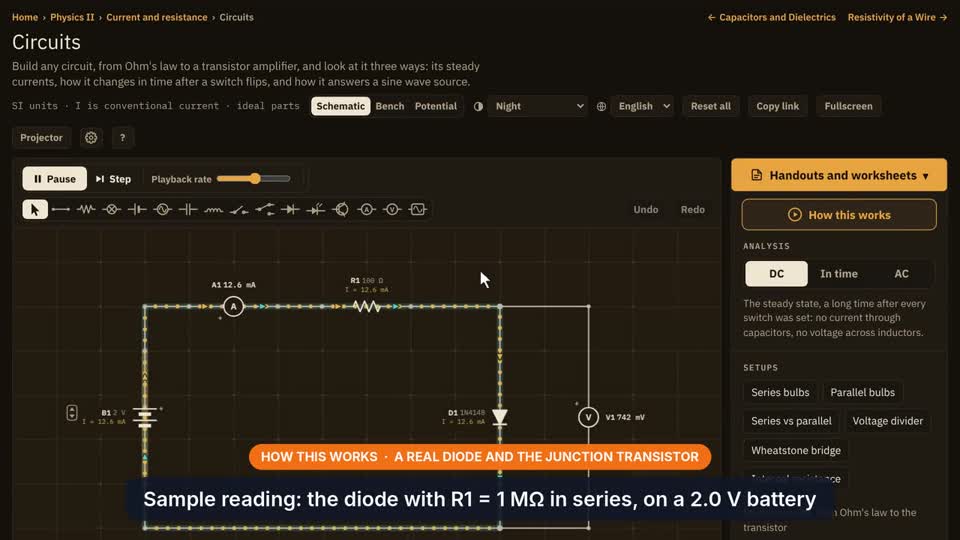 Home › Physics II › Current and resistance › Circuits
← Capacitors and Dielectrics Resistivity of a Wire →
Circuits
Build any circuit, from Ohm's law to a transistor amplifier, and look at it three ways: its steady
currents, how it changes in time after a switch flips, and how it answers a sine wave source.
SI units · I is conventional current · ideal parts Schematic Bench Potential Night English Reset all Copy link Fullscreen
Projector ?
Pause Step Playback rate
Handouts and worksheets ▾
Undo Redo
How this works
ANALYSIS
DC In time AC
The steady state, a long time after every
switch was set: no current through
capacitors, no voltage across inductors.
SETUPS
Series bulbs Parallel bulbs
Series vs parallel Voltage divider
Wheatstone bridge
A1 12.6 mA
A
+
R1 100 Ω
I = 12.6 mA
B1 2 V
I = 12.6 mA
+
D1 1N4148
I = 12.6 mA
+
V
V1 742 mV
HOW THIS WORKS · A REAL DIODE AND THE JUNCTION TRANSISTOR
Sample reading: the diode with R1 = 1 MΩ in series, on a 2.0 V battery
Ohm's law to the
transistor